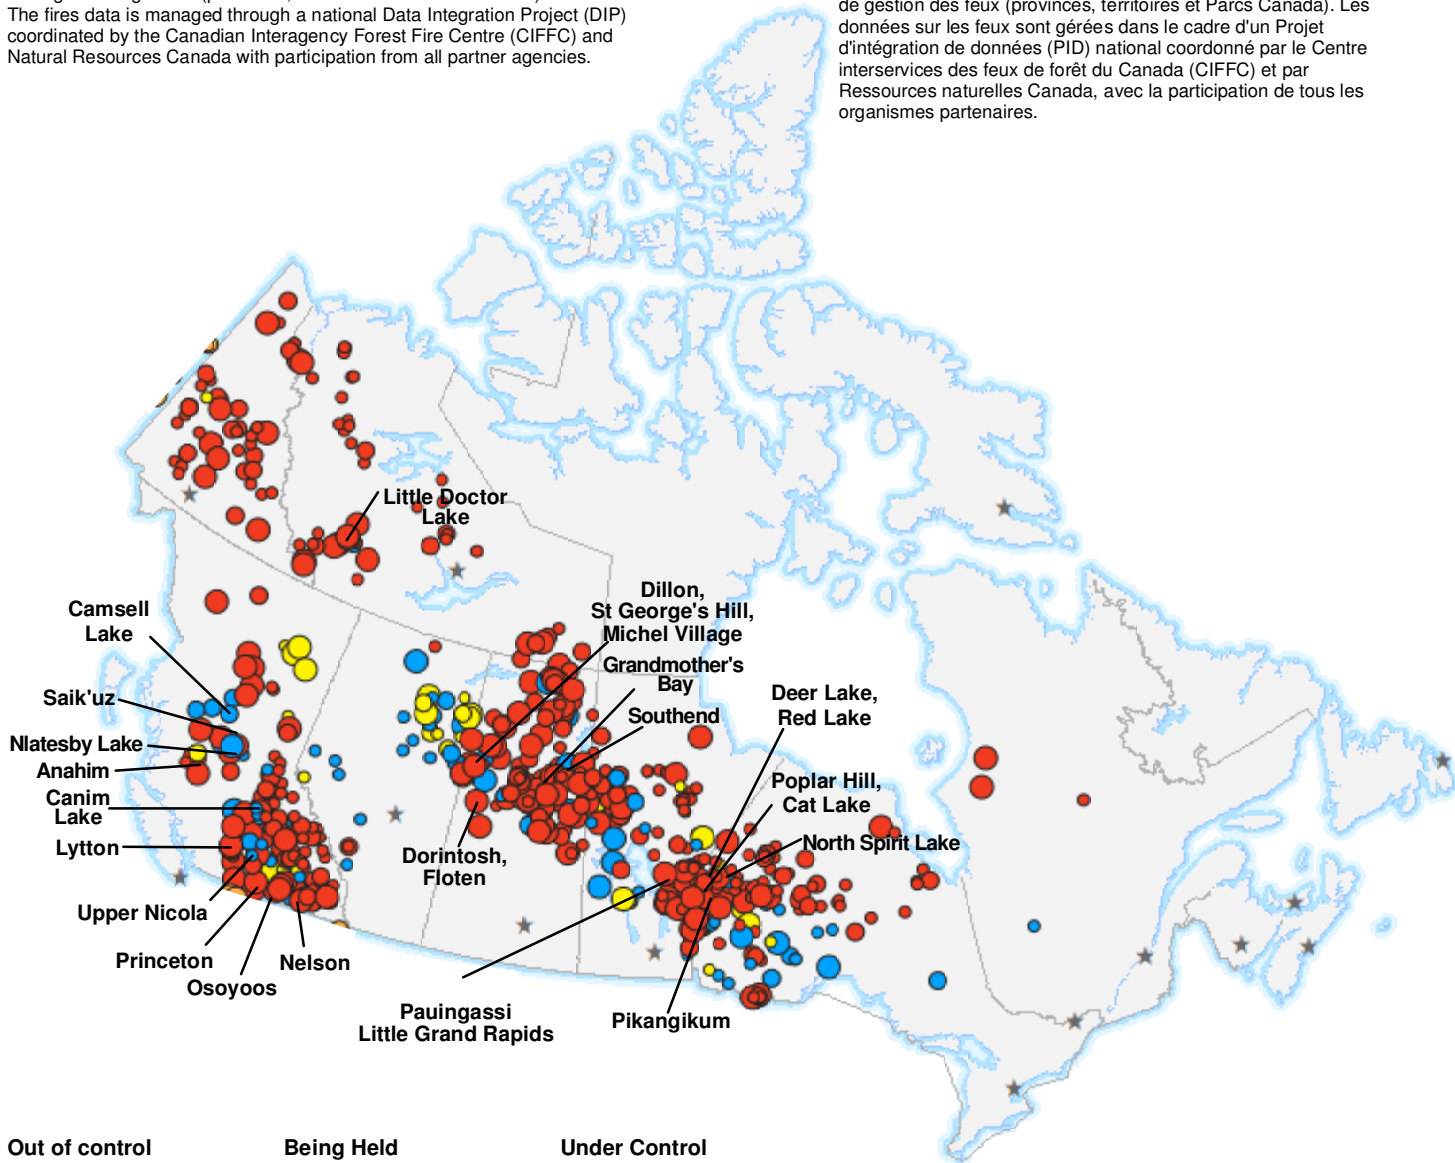 The fires data is managed through a national Data Integration Project (DIP)
coordinated by the Canadian Interagency Forest Fire Centre (CIFFC) and
Natural Resources Canada with participation from all partner agencies.
de gestion des feux (provinces, territoires et Parcs Canada). Les
données sur les feux sont gérées dans le cadre d'un Projet
d'intégration de données (PID) national coordonné par le Centre
interservices des feux de forêt du Canada (CIFFC) et par
Ressources naturelles Canada, avec la participation de tous les
organismes partenaires.
Little Doctor
Lake
Dillon,
St George's Hill,
Michel Village
Camsell
Lake
Grandmother's
Bay
Deer Lake,
Red Lake
Saik'uz
Southend
Nlatesby Lake
Anahim
Poplar Hill,
Cat Lake
Canim
Lake
North Spirit Lake
Lytton
Dorintosh,
Floten
Upper Nicola
Princeton
Nelson
Osoyoos
Pauingassi
Little Grand Rapids
Pikangikum
Out of control
Being Held
Under Control